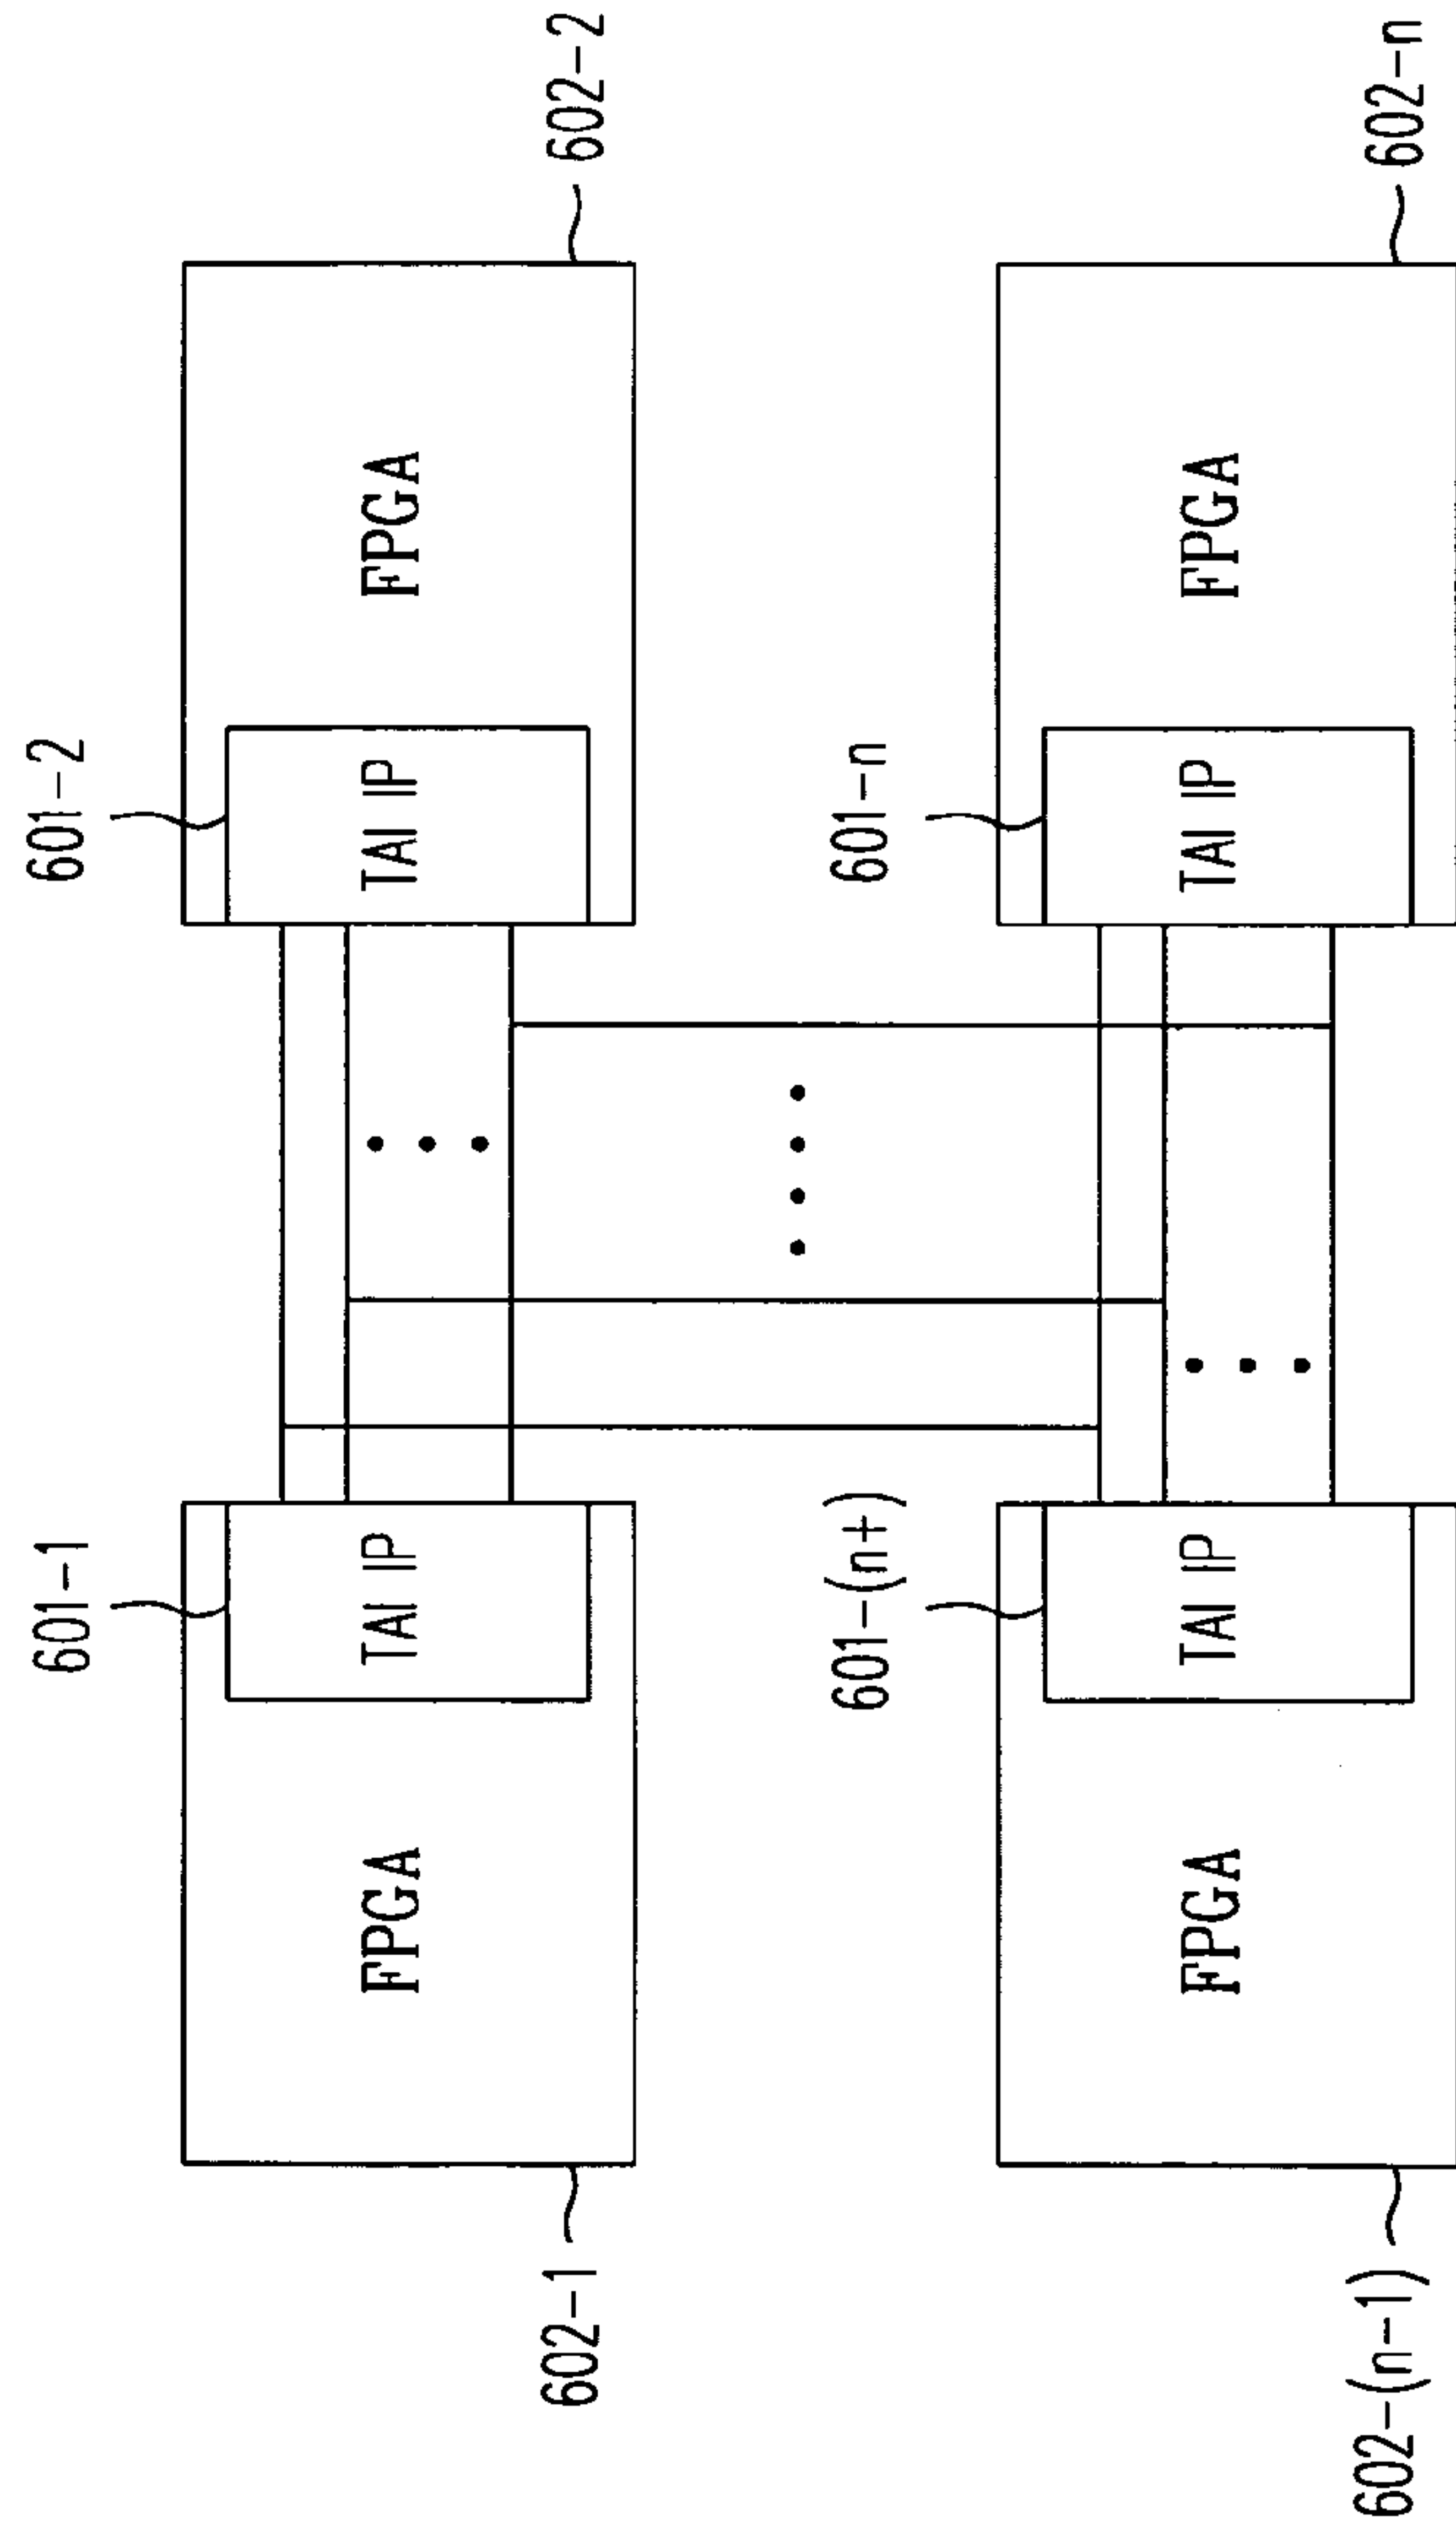 601-1
601-2
FPGA
TAI IP
TAI IP
FPGA
602-1
602-2
601-(n+)
601-n
FPGA
TAI IP
TAI IP
FPGA
602-(n-1)
602-n